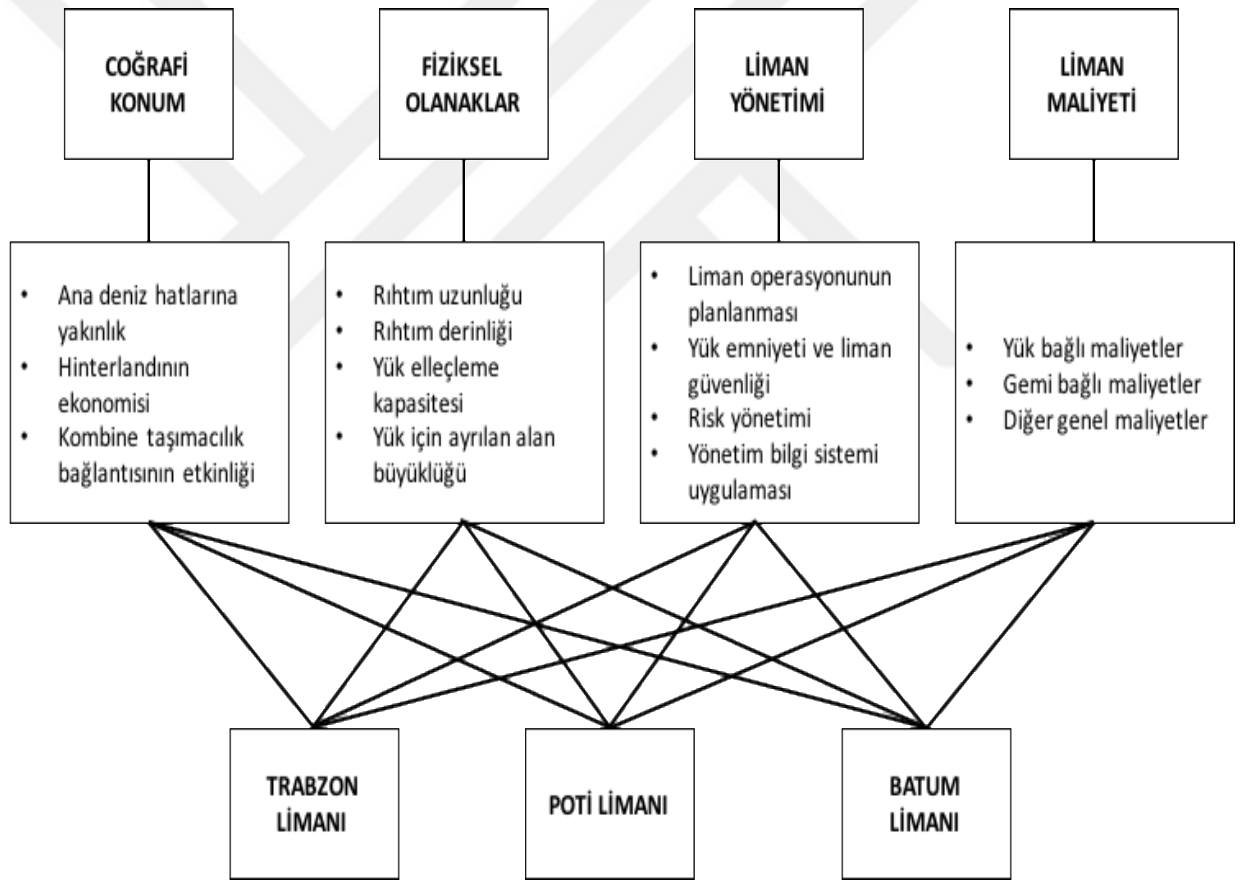 COĞRAFİ
KONUM
FİZİKSEL
OLANAKLAR
LİMAN
YÖNETİMİ
LİMAN
MALİYETİ
• Ana deniz hatlarına
yakınlık
• Hinterlandının
ekonomisi
• Kombine taşımacılık
bağlantısının etkinliği
• Rıhtım uzunluğu
• Rıhtım derinliği
• Yük elleçleme
kapasitesi
• Yük için ayrılan alan
büyüklüğü
• Liman operasyonunun
planlanması
• Yük emniyeti ve liman
güvenliği
• Risk yönetimi
• Yönetim bilgi sistemi
uygulaması
• Yük bağlı maliyetler
• Gemi bağlı maliyetler
• Diğer genel maliyetler
TRABZON
LİMANI
POTİ LİMANI
BATUM
LİMANI